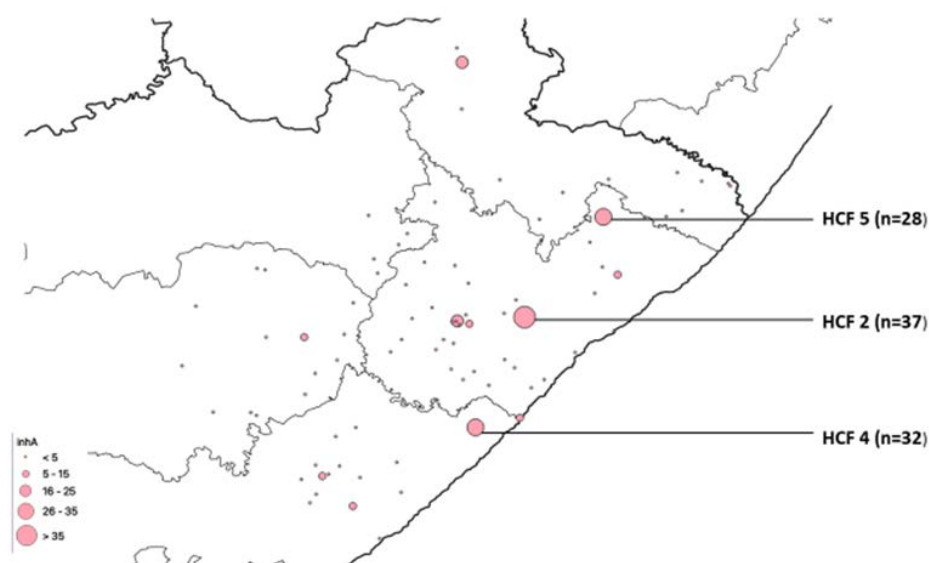 HCF 5 (n=28)
HCF 2 (n=37)
HCF 4 (n=32)
inhA
< 5
5 - 15
16 - 25
26 - 35
> 35